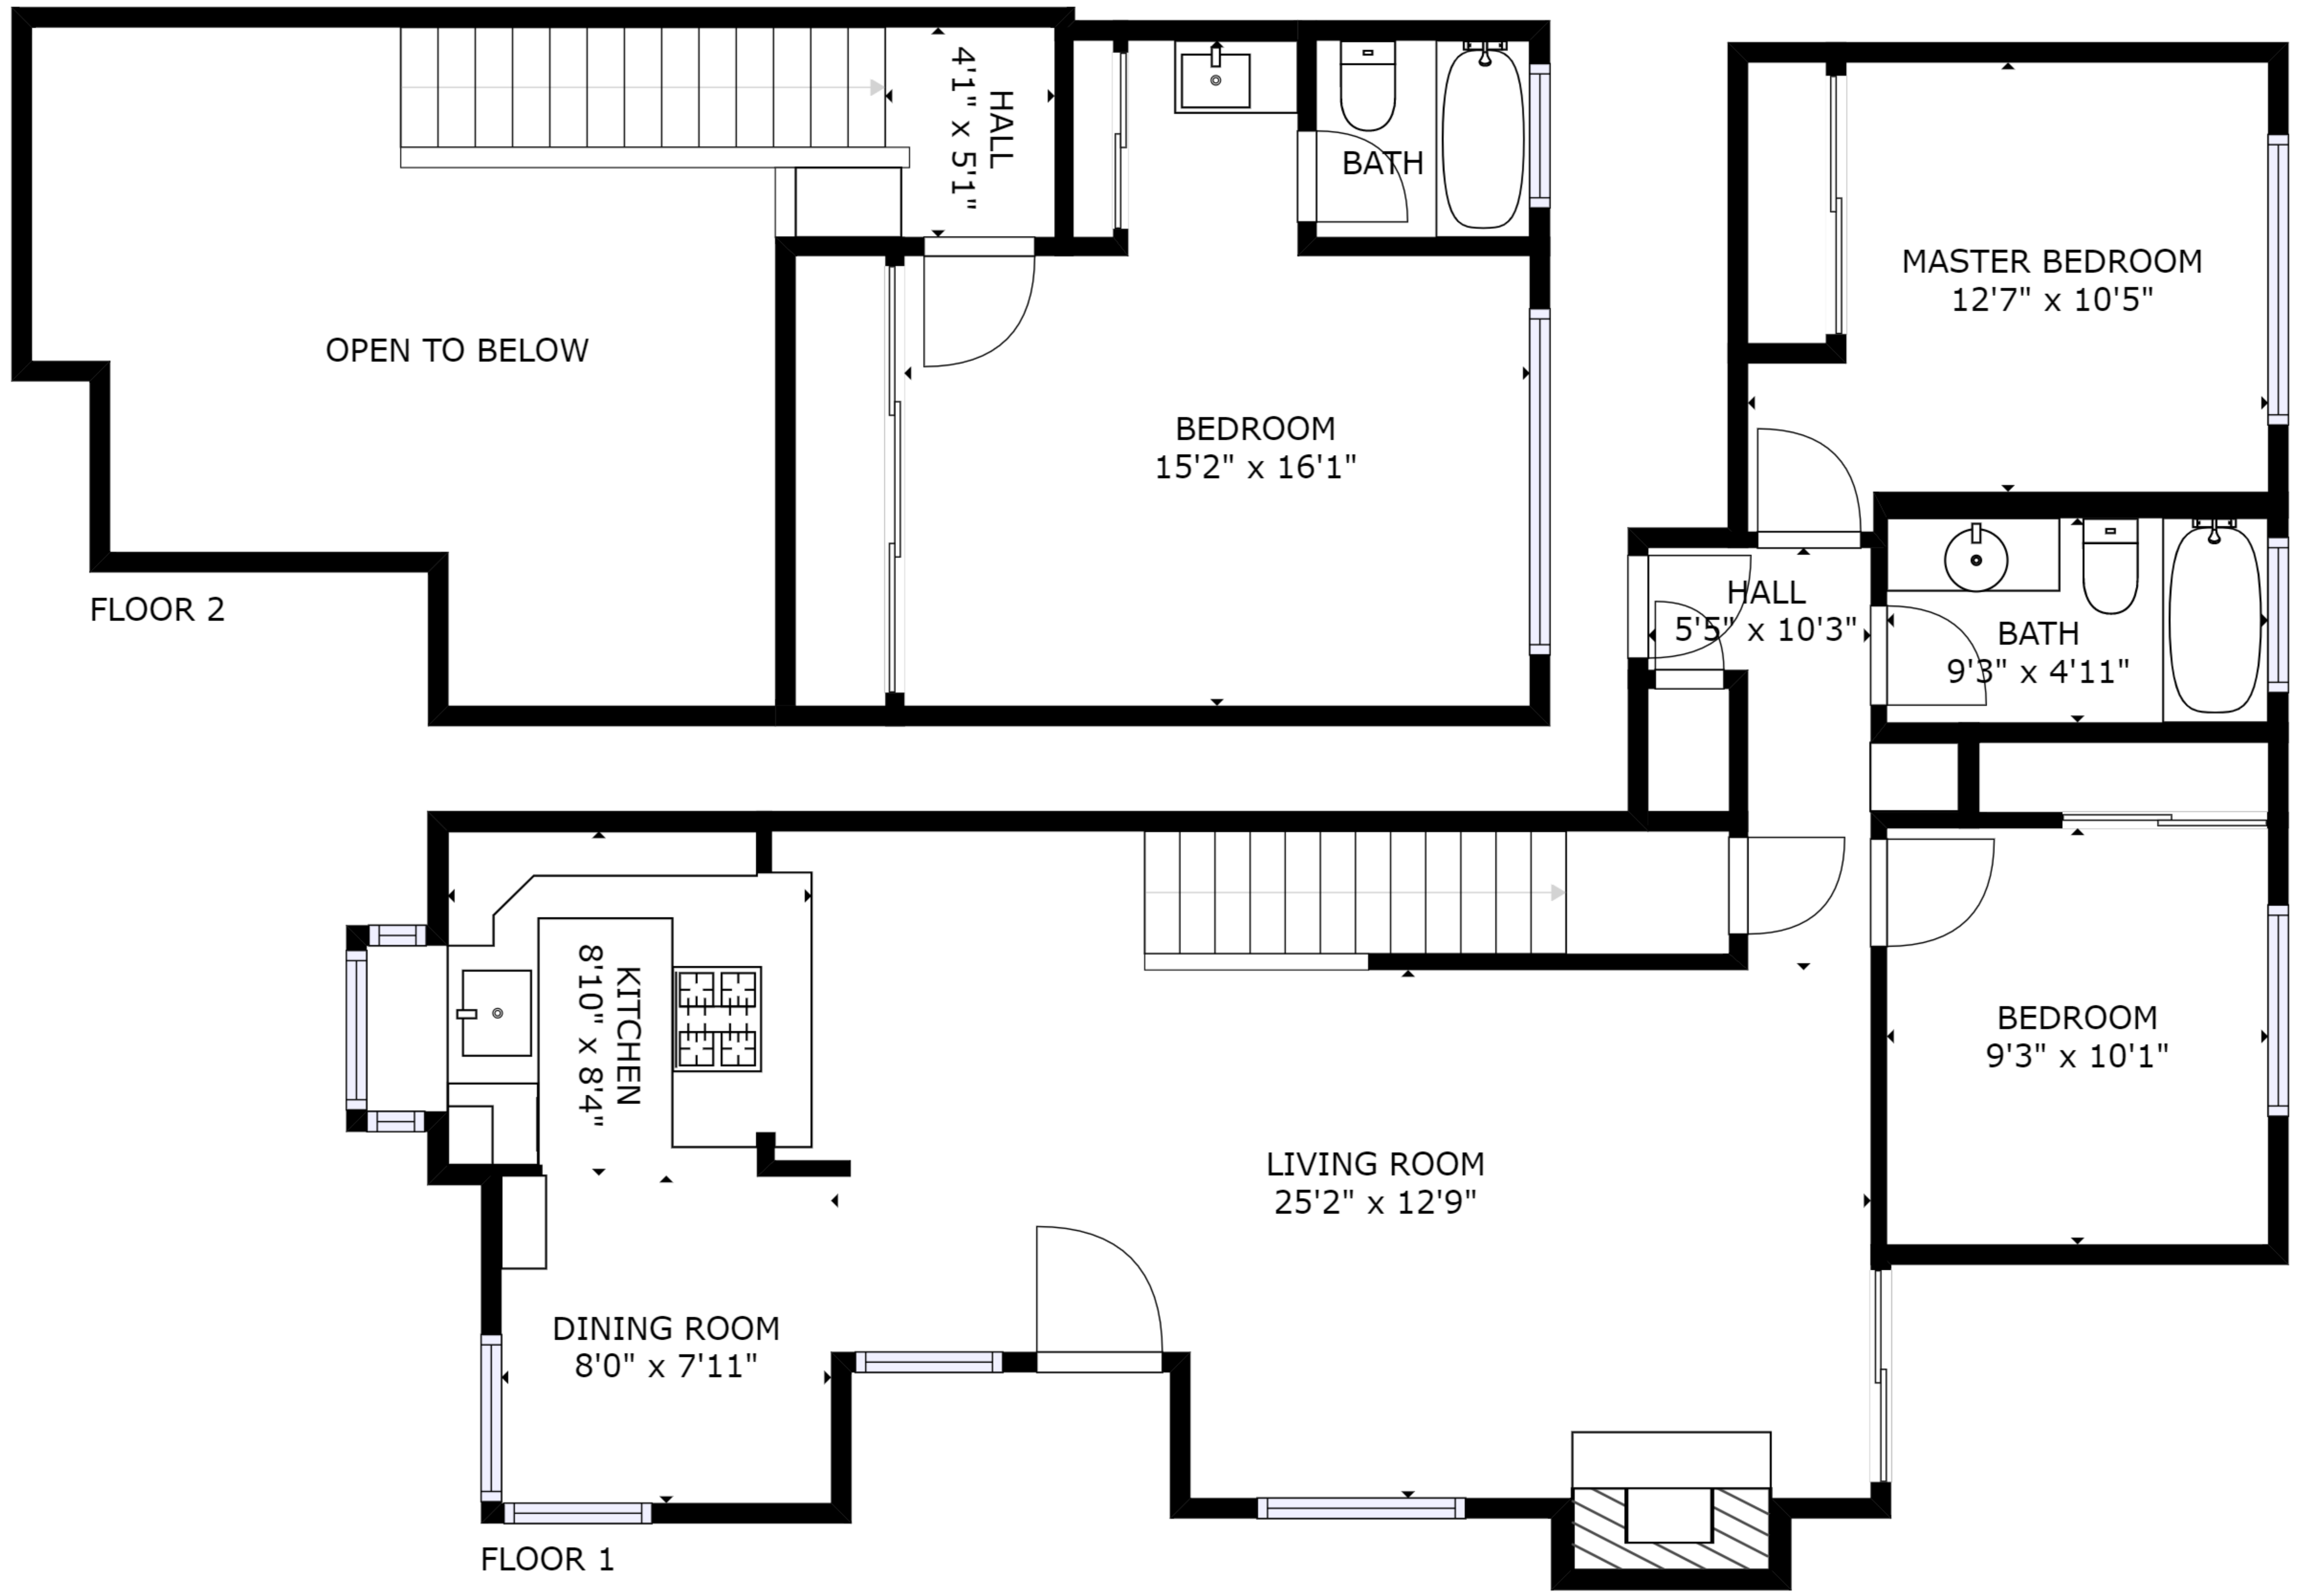 HALL
4'1" x 5'1"
BATH
OPEN TO BELOW
BEDROOM
15'2" x 16'1"
FLOOR 2
MASTER BEDROOM
12'7" x 10'5"
HALL
5'5" x 10'3"
BATH
9'3" x 4'11"
KITCHEN
8'10" x 8'4"
BEDROOM
9'3" x 10'1"
LIVING ROOM
25'2" x 12'9"
DINING ROOM
8'0" x 7'11"
FLOOR 1